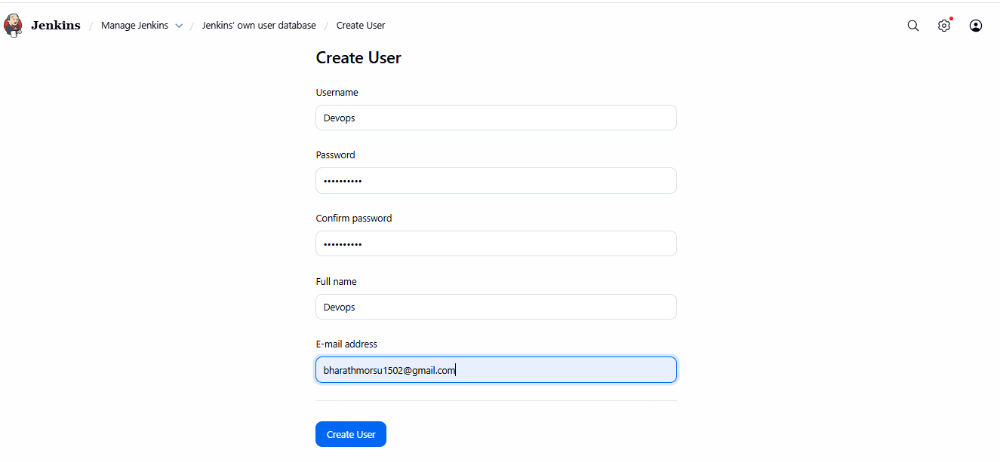 Jenkins / Manage Jenkins / Jenkins' own user database / Create User
Create User
Username
Devops
Password
••••••••••
Confirm password
••••••••••
Full name
Devops
E-mail address
bharathmorsu1502@gmail.com
Create User